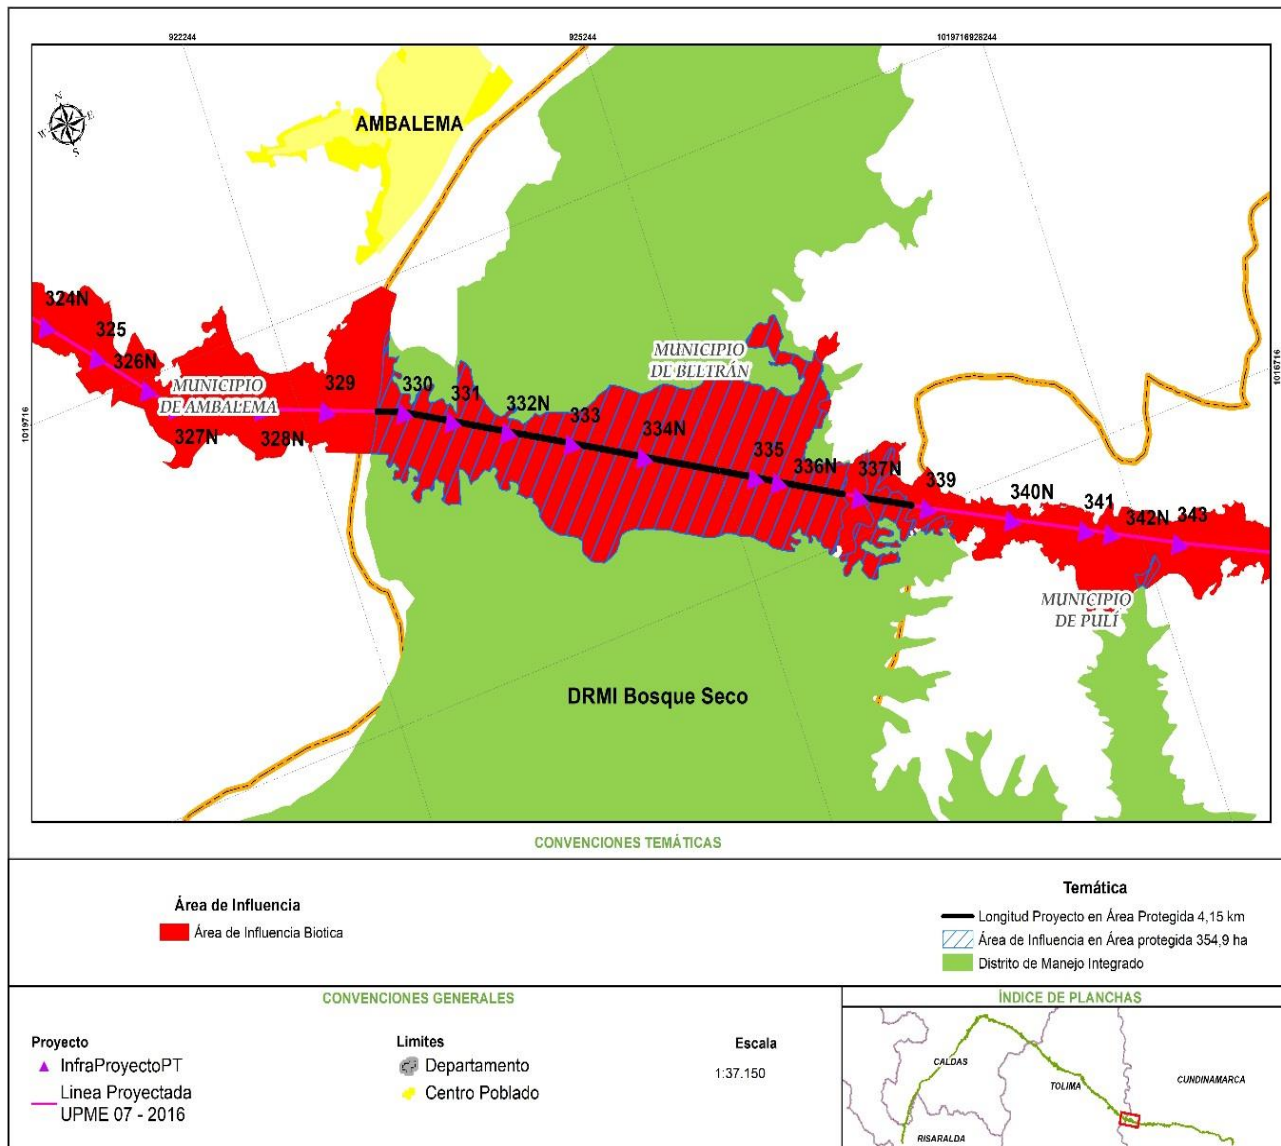 922244
925244
1019716928244
N
W
E
S
AMBALEMA
324N
325
326N
MUNICIPIO
DE AMBALEMA
327N
328N
329
330
331
332N
333
334N
335
336N
337N
339
340N
341
342N
343
MUNICIPIO
DE BELTRÁN
MUNICIPIO
DE PULÍ
1019716
1016716
DRMI Bosque Seco
CONVENCIONES TEMÁTICAS
Área de Influencia
Área de Influencia Biotica
Temática
Longitud Proyecto en Área Protegida 4,15 km
Área de Influencia en Área protegida 354,9 ha
Distrito de Manejo Integrado
CONVENCIONES GENERALES
Proyecto
InfraProyectoPT
Linea Proyectada
UPME 07 - 2016
Limites
Departamento
Centro Poblado
Escala
1:37.150
ÍNDICE DE PLANCHAS
CALDAS
TOLIMA
CUNDINAMARCA
RISARALDA